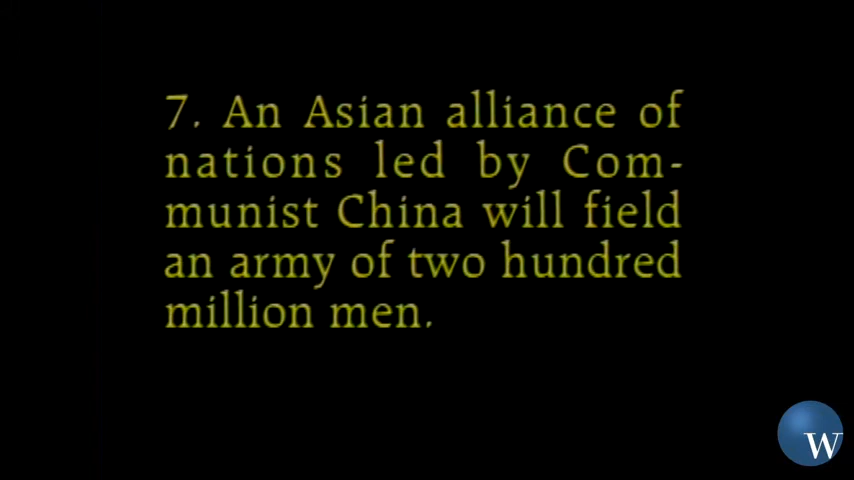 7. An Asian alliance of
nations led by Com-
munist China will field
an army of two hundred
million men.
W